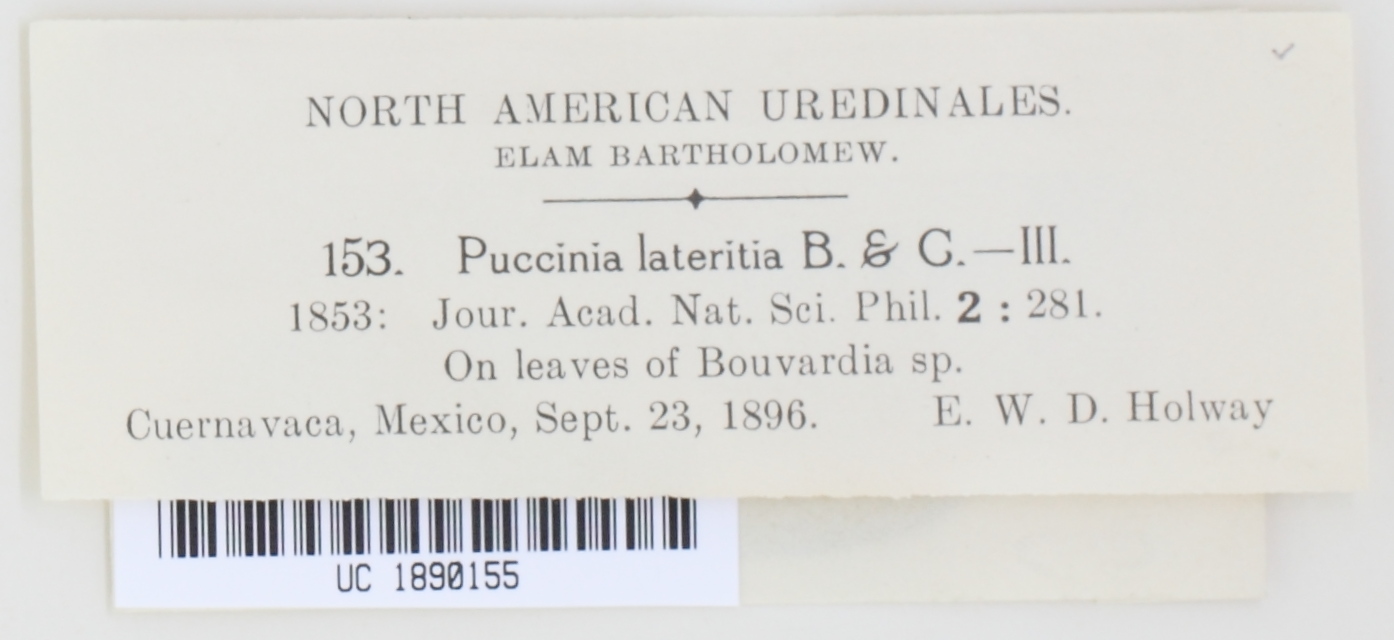 NORTH AMERICAN UREDINALES.
ELAM BARTHOLOMEW.
153. Puccinia lateritia B. & C.—III.
1853: Jour. Acad. Nat. Sci. Phil. 2 : 281.
On leaves of Bouvardia sp.
Cuernavaca, Mexico, Sept. 23, 1896. E. W. D. Holway
UC 1890155